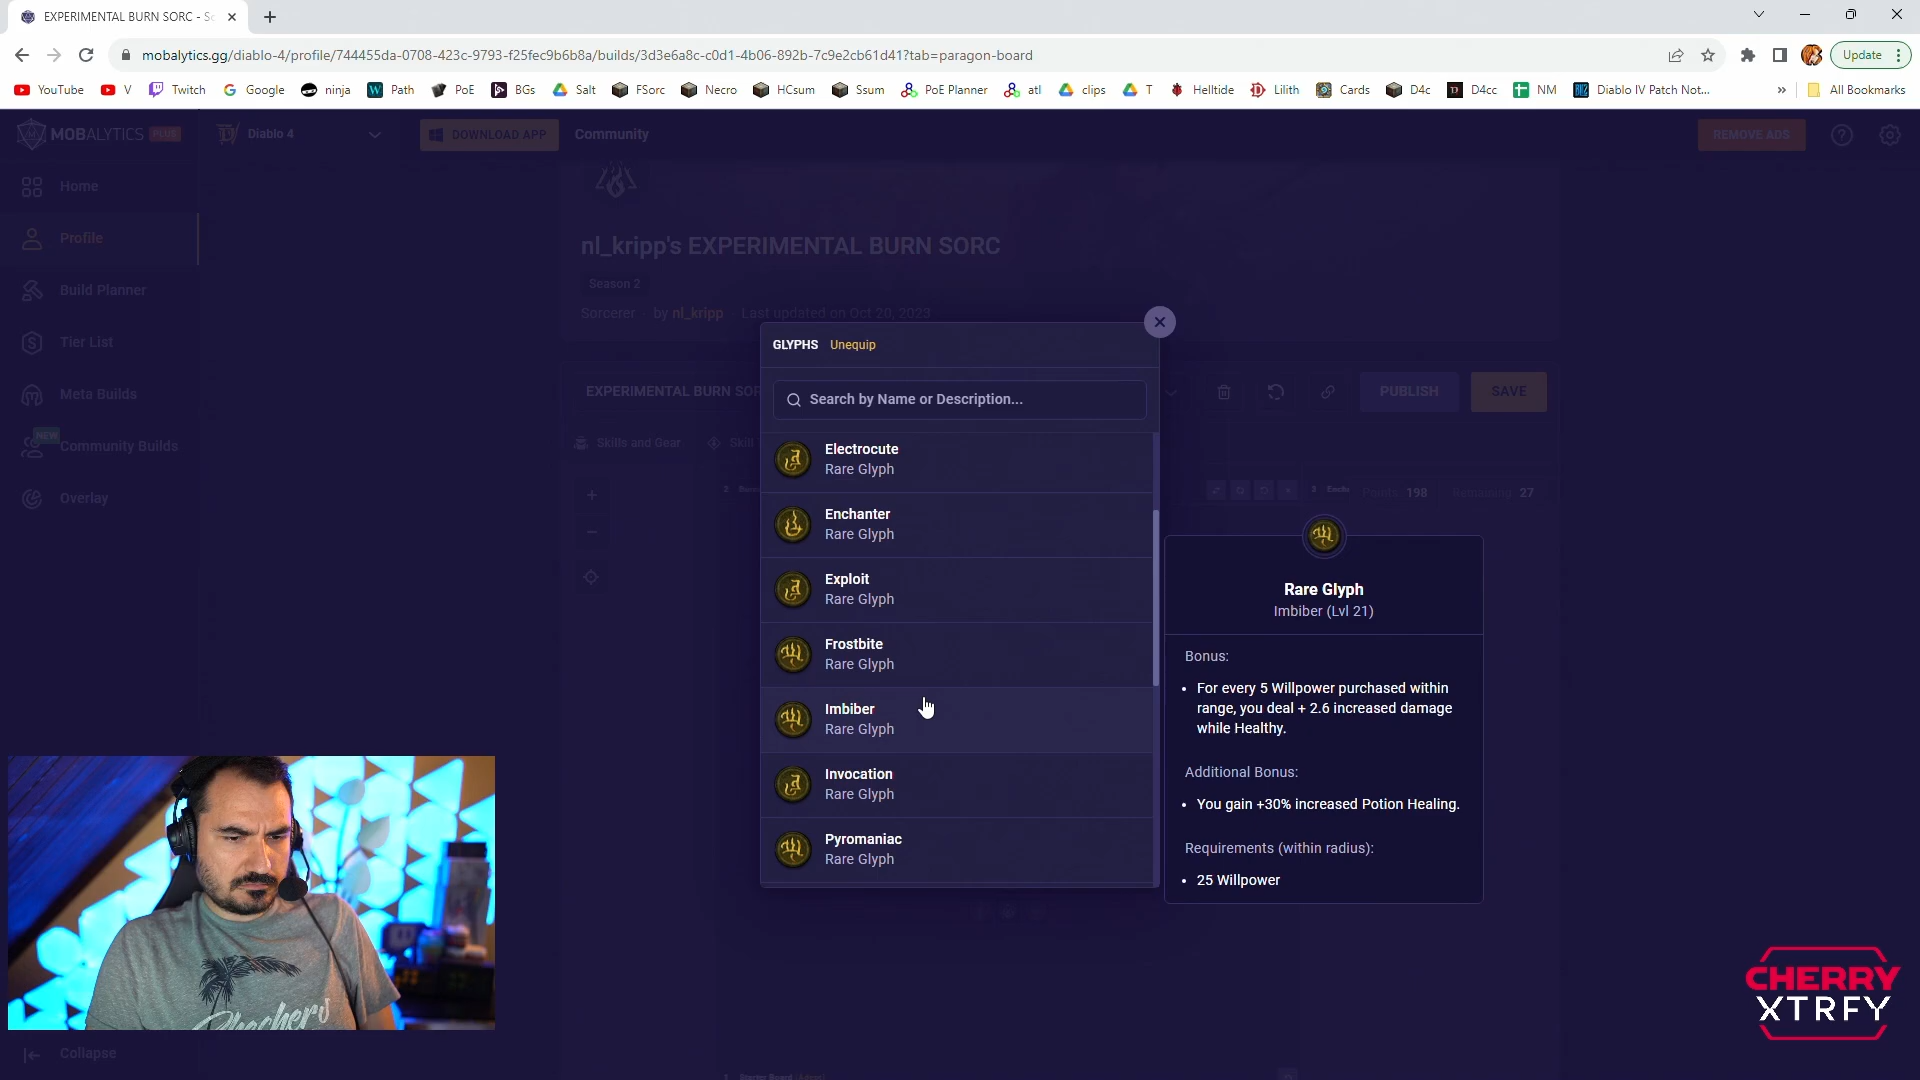 EXPERIMENTAL BURN SORC - Sc
mobalytics.gg/diablo-4/profile/744455da-0708-423c-9793-f25fec9b6b8a/builds/3d3e6a8c-c0d1-4b06-892b-7c9e2cb61d41?tab=paragon-board
Update
YouTube V Twitch Google ninja Path PoE BGs Salt FSorc Necro HCsum Ssum PoE Planner atl clips T Helltide Lilith Cards D4c D4cc NM Diablo IV Patch Not... » All Bookmarks
MOBALYTICS PLUS
Diablo 4
DOWNLOAD APP
Community
REMOVE ADS
Home
Profile
Build Planner
Tier List
Meta Builds
NEW
Community Builds
Overlay
Collapse
nl_kripp's EXPERIMENTAL BURN SORC
Season 2
Sorcerer by nl_kripp Last updated on Oct 20, 2023
EXPERIMENTAL BURN SOR
PUBLISH
SAVE
Skills and Gear
Skill
Points 198 Remaining 27
GLYPHS Unequip
Search by Name or Description...
Electrocute
Rare Glyph
Enchanter
Rare Glyph
Exploit
Rare Glyph
Frostbite
Rare Glyph
Imbiber
Rare Glyph
Invocation
Rare Glyph
Pyromaniac
Rare Glyph
Rare Glyph
Imbiber (Lvl 21)
Bonus:
• For every 5 Willpower purchased within
range, you deal + 2.6 increased damage
while Healthy.
Additional Bonus:
• You gain +30% increased Potion Healing.
Requirements (within radius):
• 25 Willpower
CHERRY
XTRFY